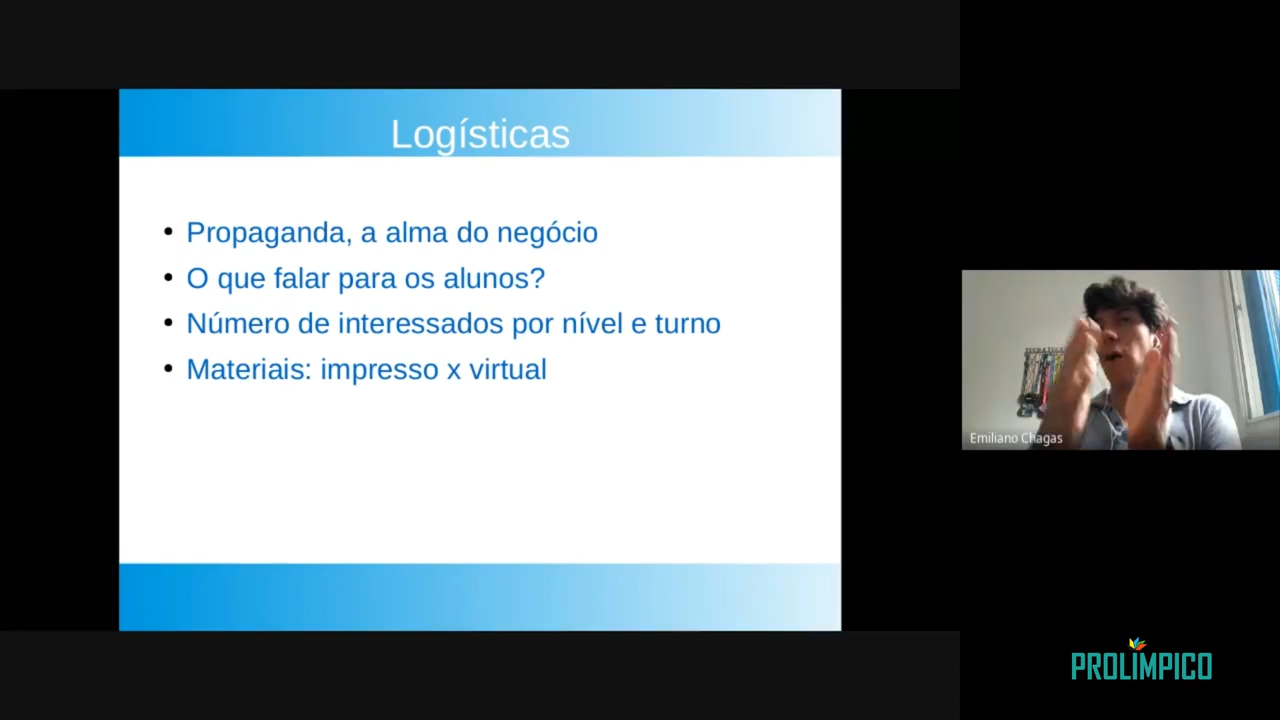 Logísticas
Propaganda, a alma do negócio
O que falar para os alunos?
Número de interessados por nível e turno
Materiais: impresso x virtual
Emiliano Chagas
PROLIMPICO